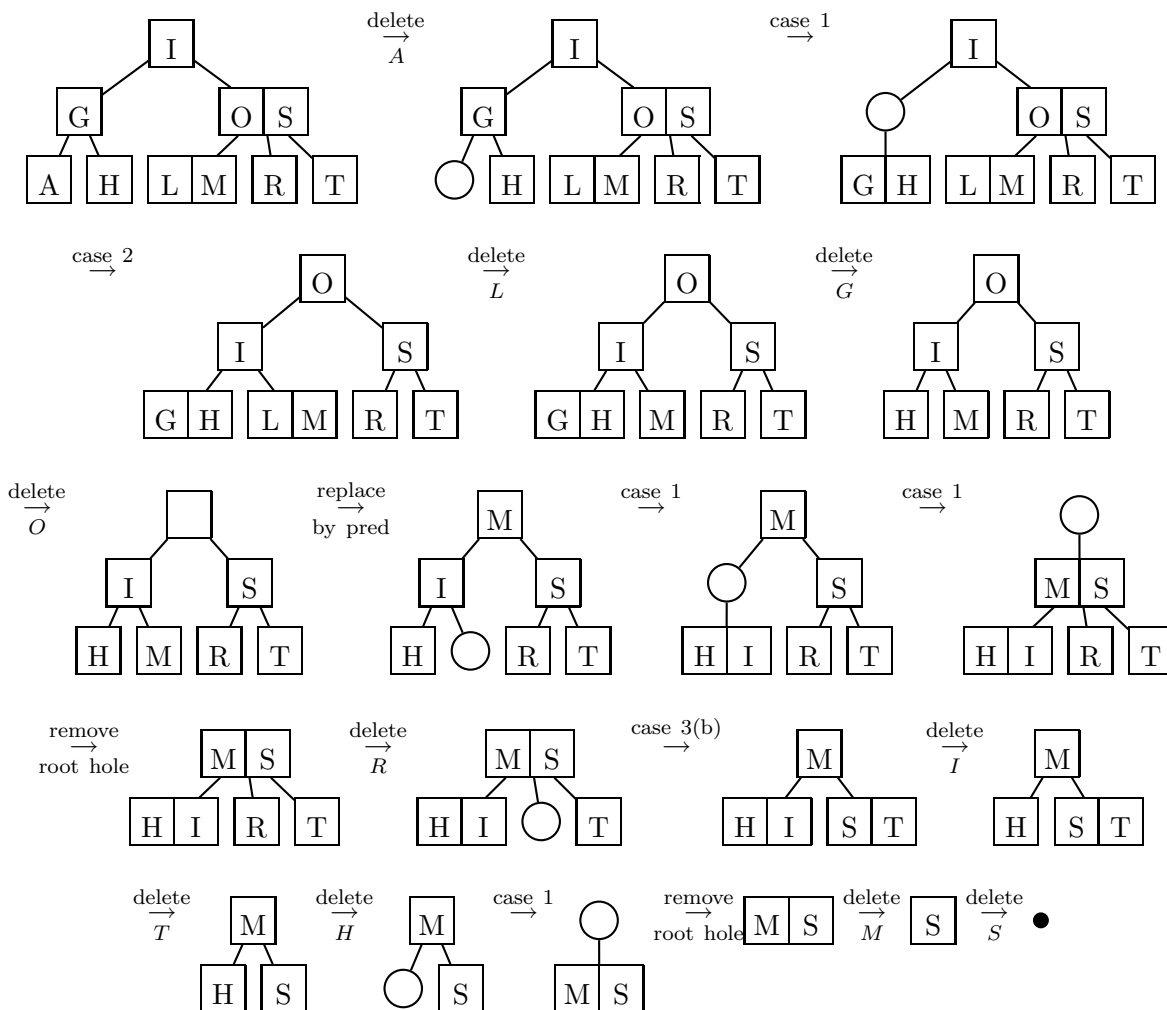 delete case 1
I → A I → I
G O S G O S O S
A H L M R T H L M R T G H L M R T
case 2 delete delete
→ O → L O → G O
I S I S I S
G H L M R T G H M R T H M R T
delete replace case 1 case 1
→ O → by pred M → M →
I S I S S M S
H M R T H R T H I R T H I R T
remove delete case 3(b) delete
→ root hole M S → R M S → M → I M
H I R T H I T H I S T H S T
delete delete case 1 remove delete delete
→ T M → H M → → root hole M S → M S → S
H S S M S